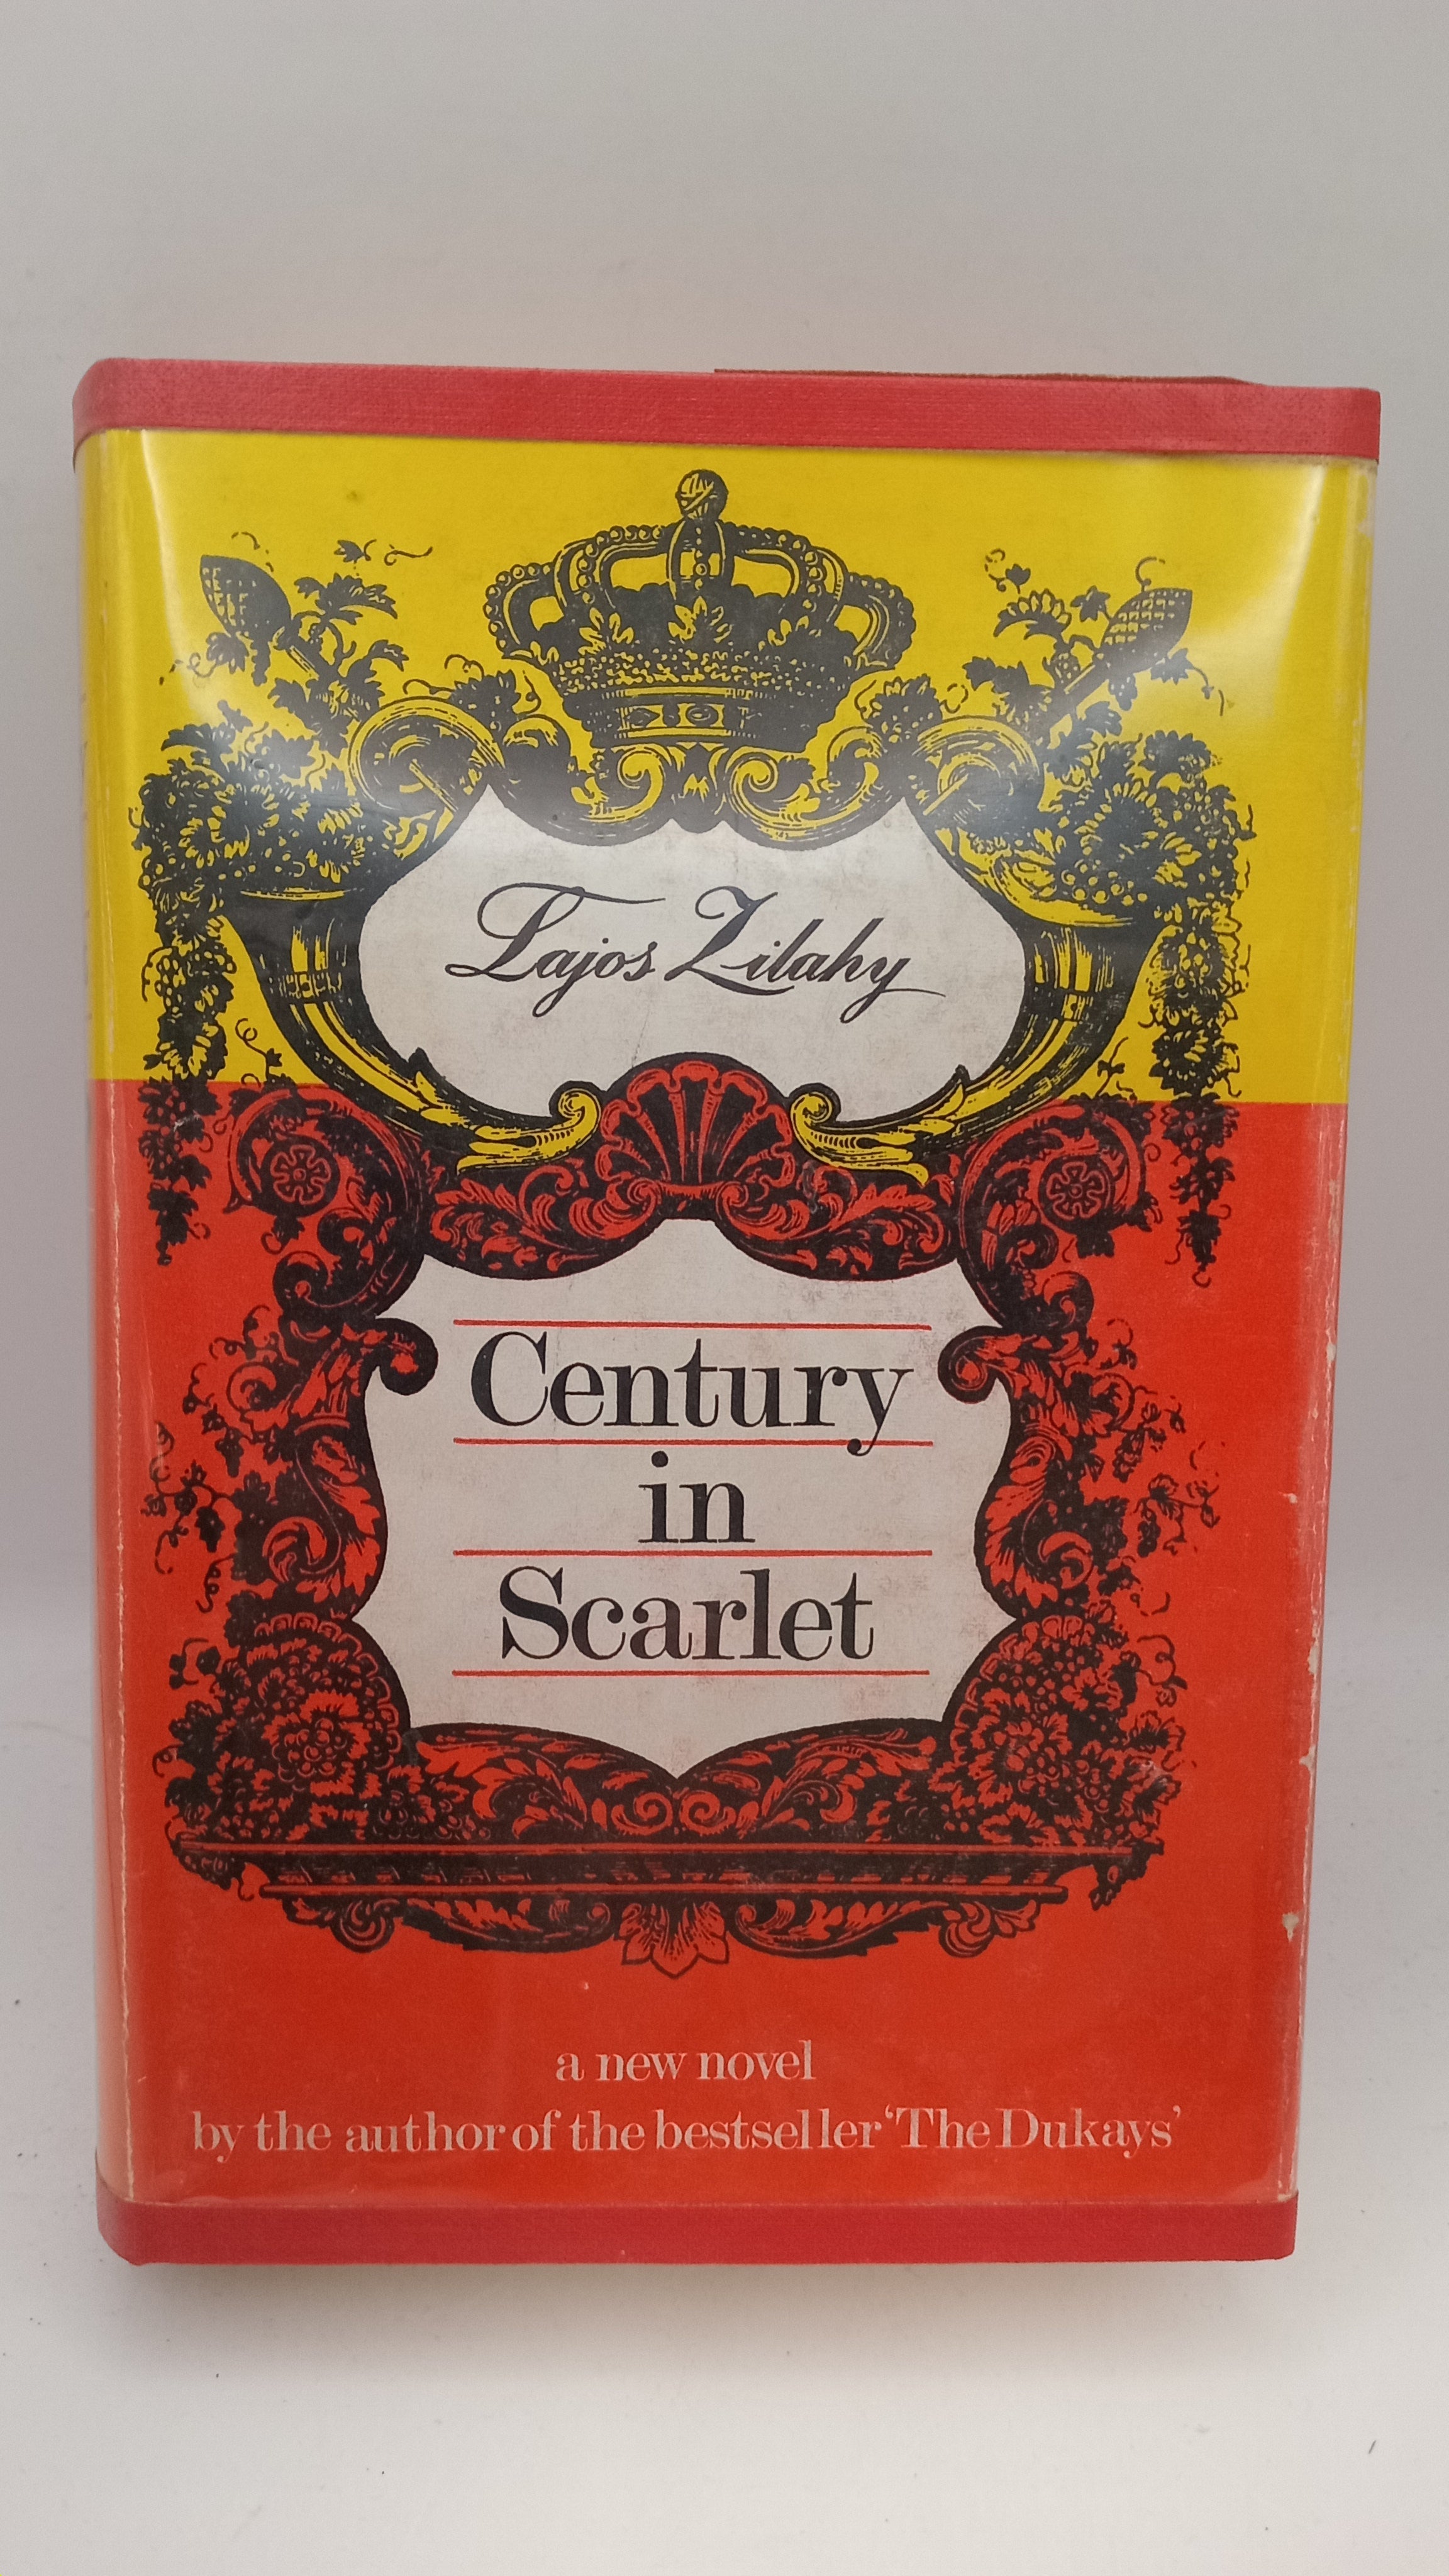 Lajos Zilahy
Century
in
Scarlet
a new novel
by the author of the bestseller 'The Dukays'